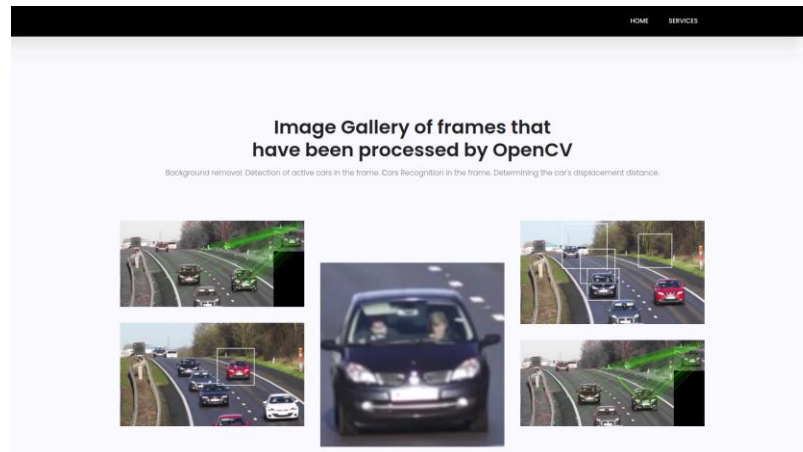 HOME SERVICES
Image Gallery of frames that
have been processed by OpenCV
Background removal. Detection of active cars in the frame. Cars Recognition in the frame. Determining the car's displacement distance.